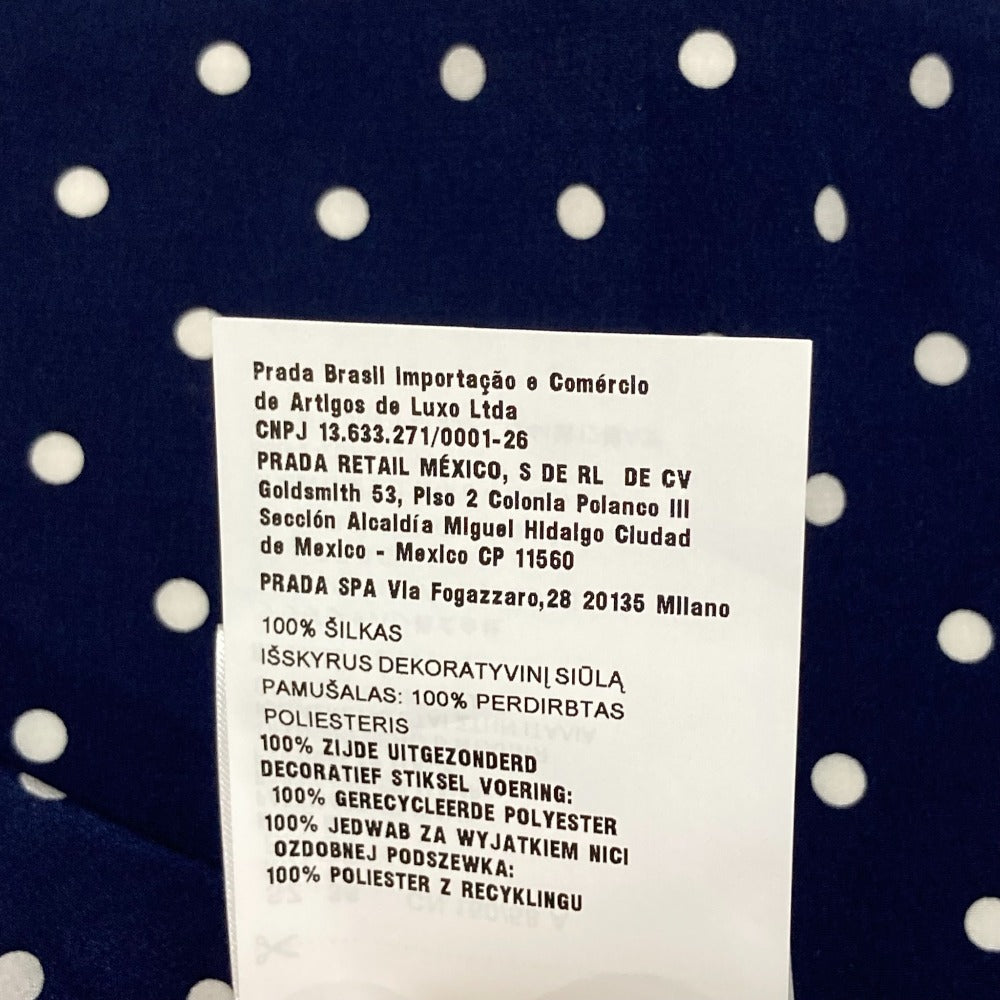 Prada Brasil Importação e Comércio
de Artigos de Luxo Ltda
CNPJ 13.633.271/0001-26
PRADA RETAIL MÉXICO, S DE RL DE CV
Goldsmith 53, Piso 2 Colonia Polanco III
Sección Alcaldía Miguel Hidalgo Ciudad
de Mexico - Mexico CP 11560
PRADA SPA Via Fogazzaro,28 20135 Milano
100% ŠILKAS
IŠSKYRUS DEKORATYVINĮ SIŪLĄ
PAMUŠALAS: 100% PERDIRBTAS
POLIESTERIS
100% ZIJDE UITGEZONDERD
DECORATIEF STIKSEL VOERING:
100% GERECYCLEERDE POLYESTER
100% JEDWAB ZA WYJATKIEM NICI
OZDOBNEJ PODSZEWKA:
100% POLIESTER Z RECYKLINGU